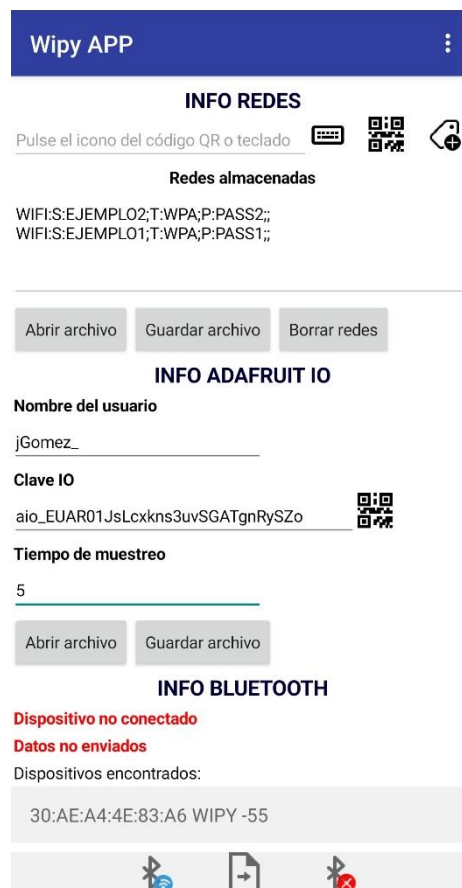 Wipy APP
INFO REDES
Pulse el icono del código QR o teclado
Redes almacenadas
WIFI:S:EJEMPLO2;T:WPA;P:PASS2;;
WIFI:S:EJEMPLO1;T:WPA;P:PASS1;;
Abrir archivo Guardar archivo Borrar redes
INFO ADAFRUIT IO
Nombre del usuario
jGomez_
Clave IO
aio_EUAR01JsLcxkns3uvSGATgnRySZo
Tiempo de muestreo
5
Abrir archivo Guardar archivo
INFO BLUETOOTH
Dispositivo no conectado
Datos no enviados
Dispositivos encontrados:
30:AE:A4:4E:83:A6 WIPY -55